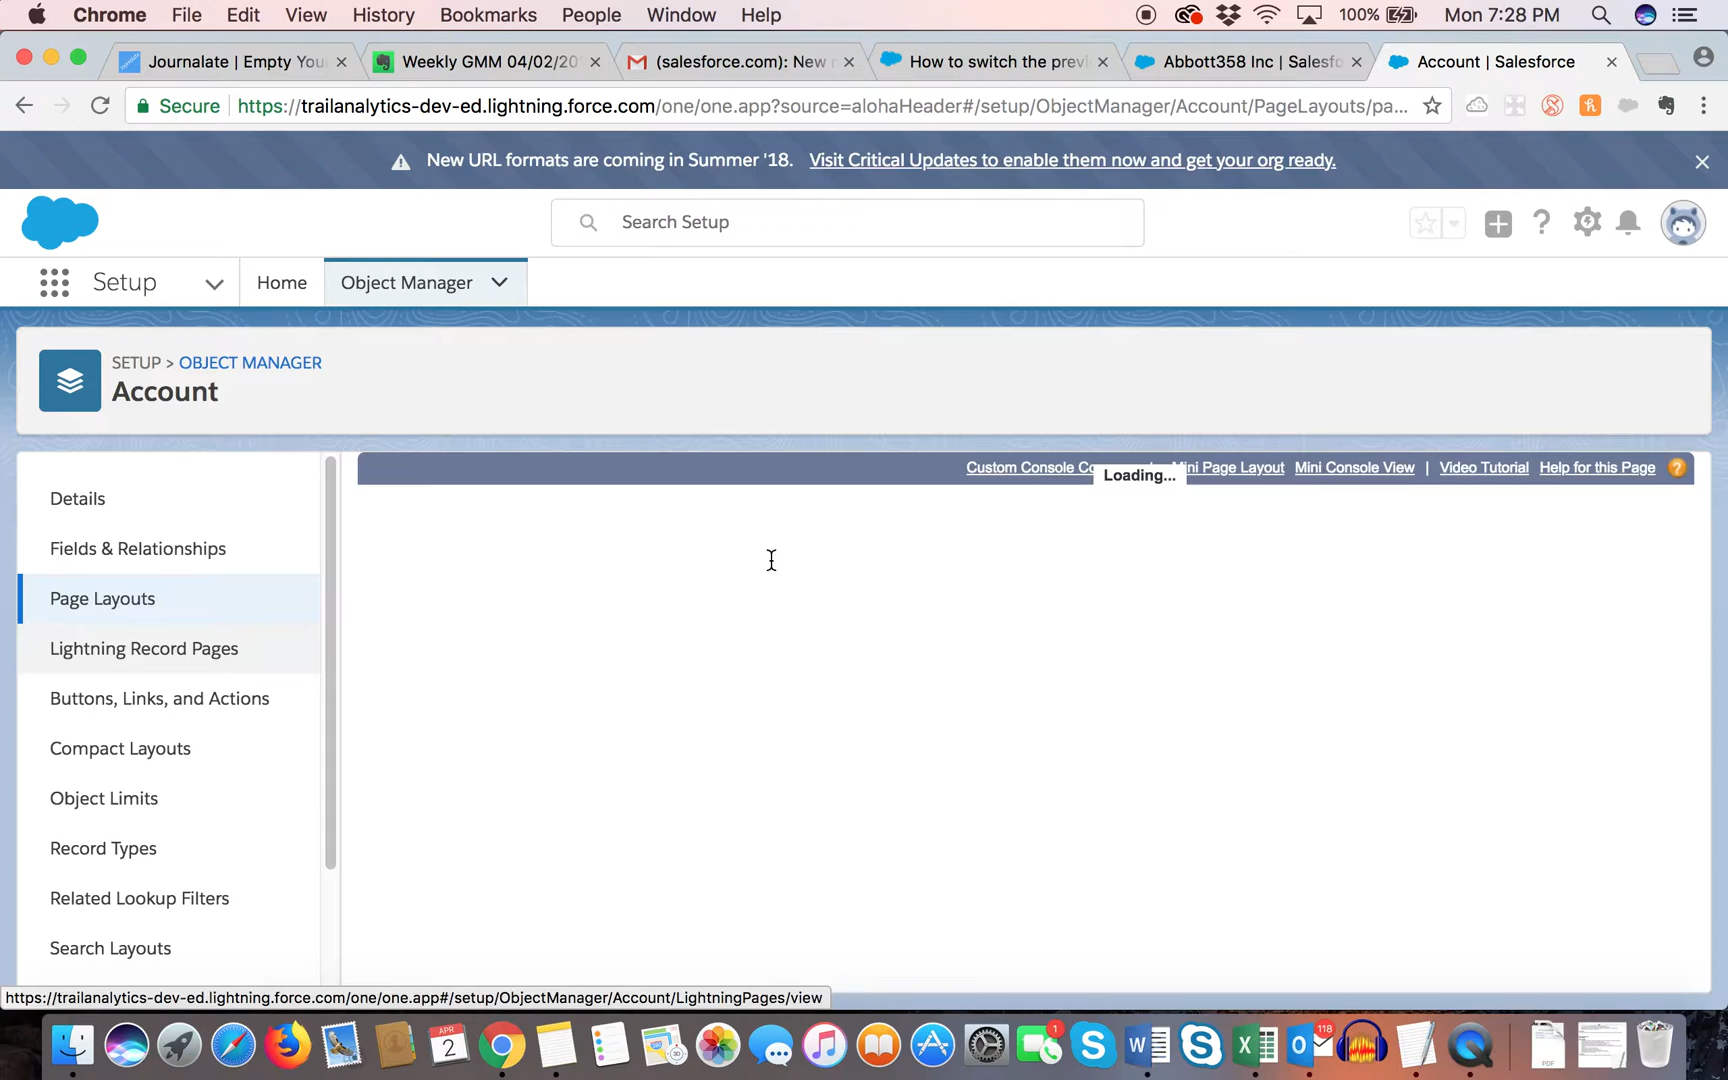 Chrome File Edit View History Bookmarks People Window Help 100% Mon 7:28 PM
Journalate | Empty You
Weekly GMM 04/02/20
(salesforce.com): New
How to switch the previ
Abbott358 Inc | Salesfo
Account | Salesforce
Secure https://trailanalytics-dev-ed.lightning.force.com/one/one.app?source=alohaHeader#/setup/ObjectManager/Account/PageLayouts/pa...
New URL formats are coming in Summer '18. Visit Critical Updates to enable them now and get your org ready.
Search Setup
Setup Home Object Manager
SETUP > OBJECT MANAGER
Account
Custom Console Co Mini Page Layout Mini Console View | Video Tutorial Help for this Page ?
Loading...
Details
Fields & Relationships
Page Layouts
Lightning Record Pages
Buttons, Links, and Actions
Compact Layouts
Object Limits
Record Types
Related Lookup Filters
Search Layouts
https://trailanalytics-dev-ed.lightning.force.com/one/one.app#/setup/ObjectManager/Account/LightningPages/view
APR
2
1
118
PDF